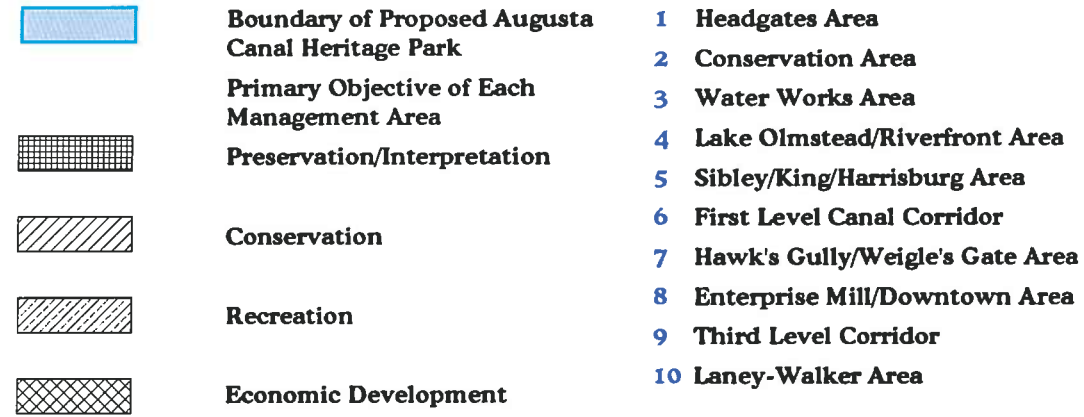 Boundary of Proposed Augusta
Canal Heritage Park
Primary Objective of Each
Management Area
Preservation/Interpretation
Conservation
Recreation
Economic Development
1 Headgates Area
2 Conservation Area
3 Water Works Area
4 Lake Olmstead/Riverfront Area
5 Sibley/King/Harrisburg Area
6 First Level Canal Corridor
7 Hawk's Gully/Weigle's Gate Area
8 Enterprise Mill/Downtown Area
9 Third Level Corridor
10 Laney-Walker Area